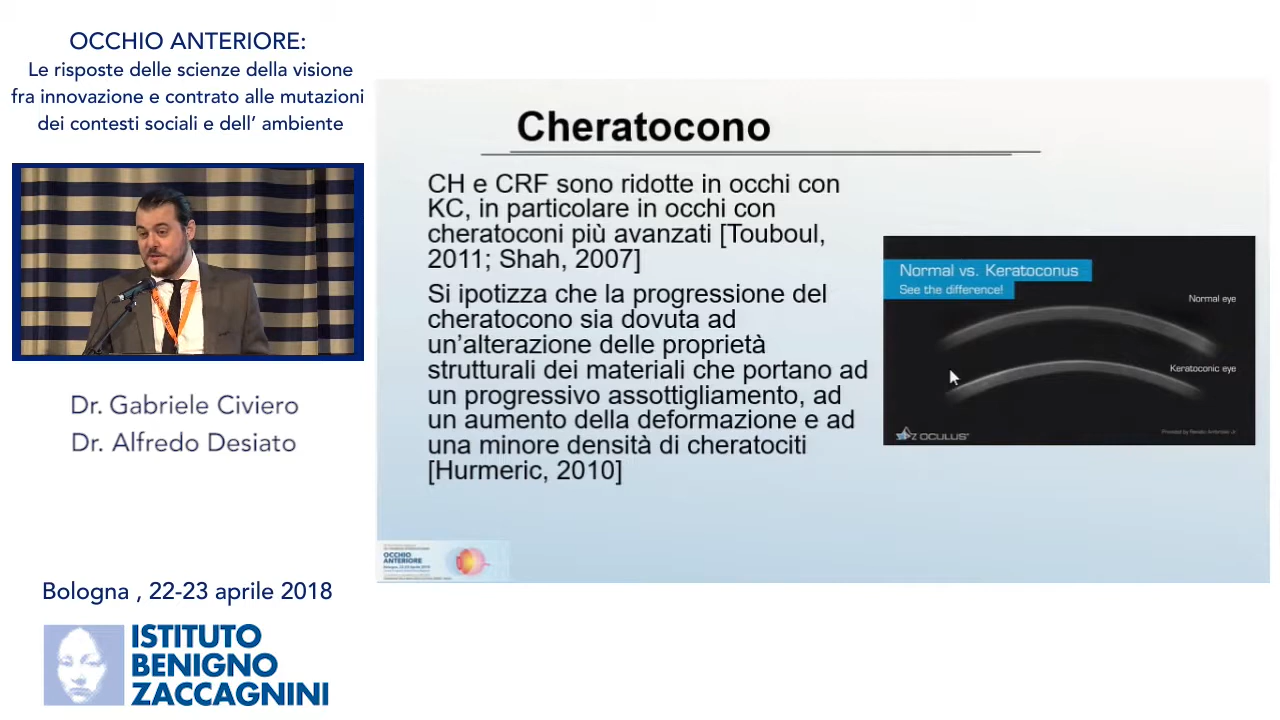 OCCHIO ANTERIORE:
Le risposte delle scienze della visione
fra innovazione e contrato alle mutazioni
dei contesti sociali e dell' ambiente
Dr. Gabriele Civiero
Dr. Alfredo Desiato
Bologna , 22-23 aprile 2018
ISTITUTO
BENIGNO
ZACCAGNINI
Cheratocono
CH e CRF sono ridotte in occhi con
KC, in particolare in occhi con
cheratoconi più avanzati [Touboul,
2011; Shah, 2007]
Si ipotizza che la progressione del
cheratocono sia dovuta ad
un'alterazione delle proprietà
strutturali dei materiali che portano ad
un progressivo assottigliamento, ad
un aumento della deformazione e ad
una minore densità di cheratociti
[Hurmeric, 2010]
Normal vs. Keratoconus
See the difference!
Normal eye
Keratoconic eye
OCULUS
OCCHIO
ANTERIORE